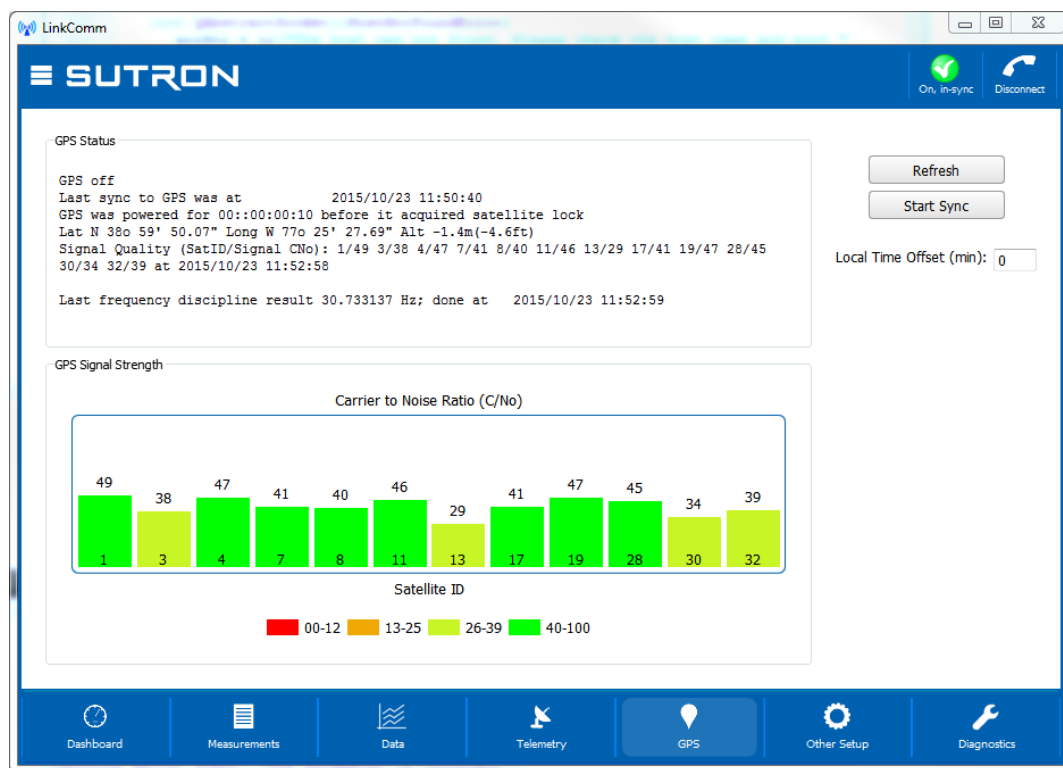 LinkComm
SUTRON
On, in-sync
Disconnect
GPS Status
GPS off
Last sync to GPS was at 2015/10/23 11:50:40
GPS was powered for 00::00:00:10 before it acquired satellite lock
Lat N 38o 59' 50.07" Long W 77o 25' 27.69" Alt -1.4m(-4.6ft)
Signal Quality (SatID/Signal CNo): 1/49 3/38 4/47 7/41 8/40 11/46 13/29 17/41 19/47 28/45
30/34 32/39 at 2015/10/23 11:52:58
Last frequency discipline result 30.733137 Hz; done at 2015/10/23 11:52:59
Refresh
Start Sync
Local Time Offset (min): 0
GPS Signal Strength
Carrier to Noise Ratio (C/No)
49 38 47 41 40 46 29 41 47 45 34 39
1 3 4 7 8 11 13 17 19 28 30 32
Satellite ID
00-12 13-25 26-39 40-100
Dashboard
Measurements
Data
Telemetry
GPS
Other Setup
Diagnostics